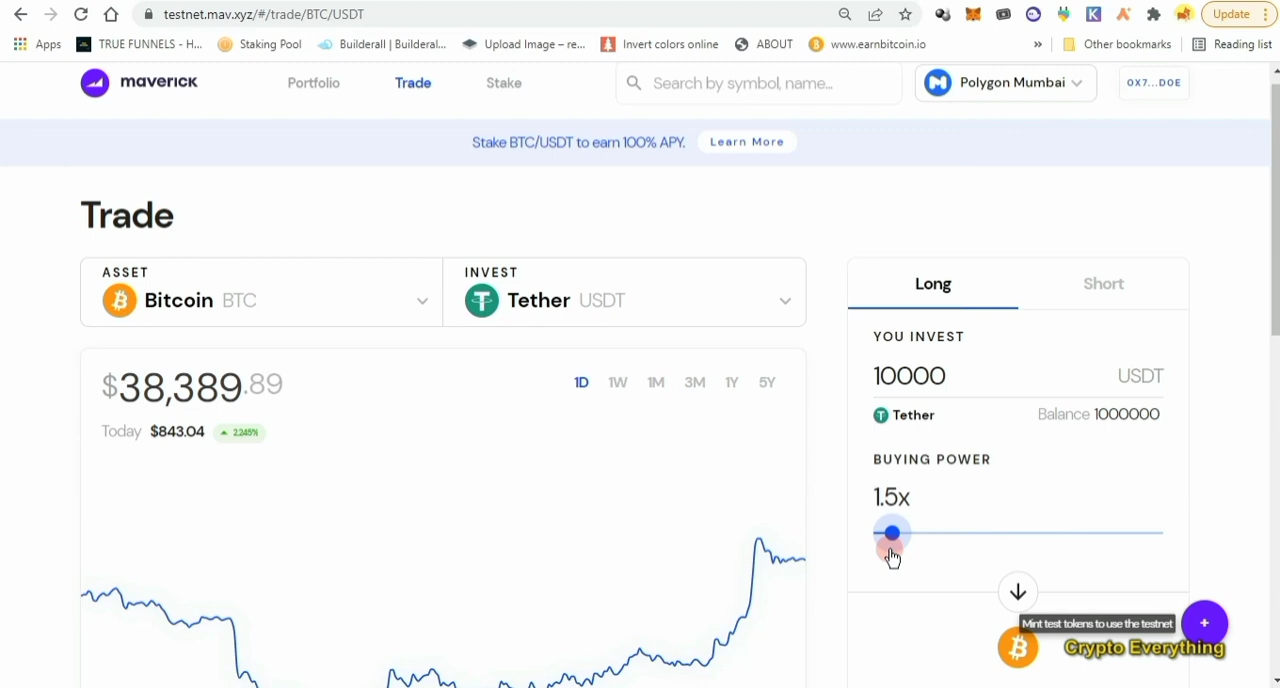 testnet.mav.xyz/#/trade/BTC/USDT
Update
Apps
TRUE FUNNELS - H...
Staking Pool
Builderall | Builderal...
Upload Image – re...
Invert colors online
ABOUT
www.earnbitcoin.io
»
Other bookmarks
Reading list
maverick
Portfolio
Trade
Stake
Search by symbol, name...
Polygon Mumbai
0X7...D0E
Stake BTC/USDT to earn 100% APY.
Learn More
Trade
ASSET
Bitcoin BTC
INVEST
Tether USDT
Long
Short
$38,389.89
1D 1W 1M 3M 1Y 5Y
Today $843.04 2.245%
YOU INVEST
10000 USDT
Tether
Balance 1000000
BUYING POWER
1.5x
Mint test tokens to use the testnet
+
Crypto Everything